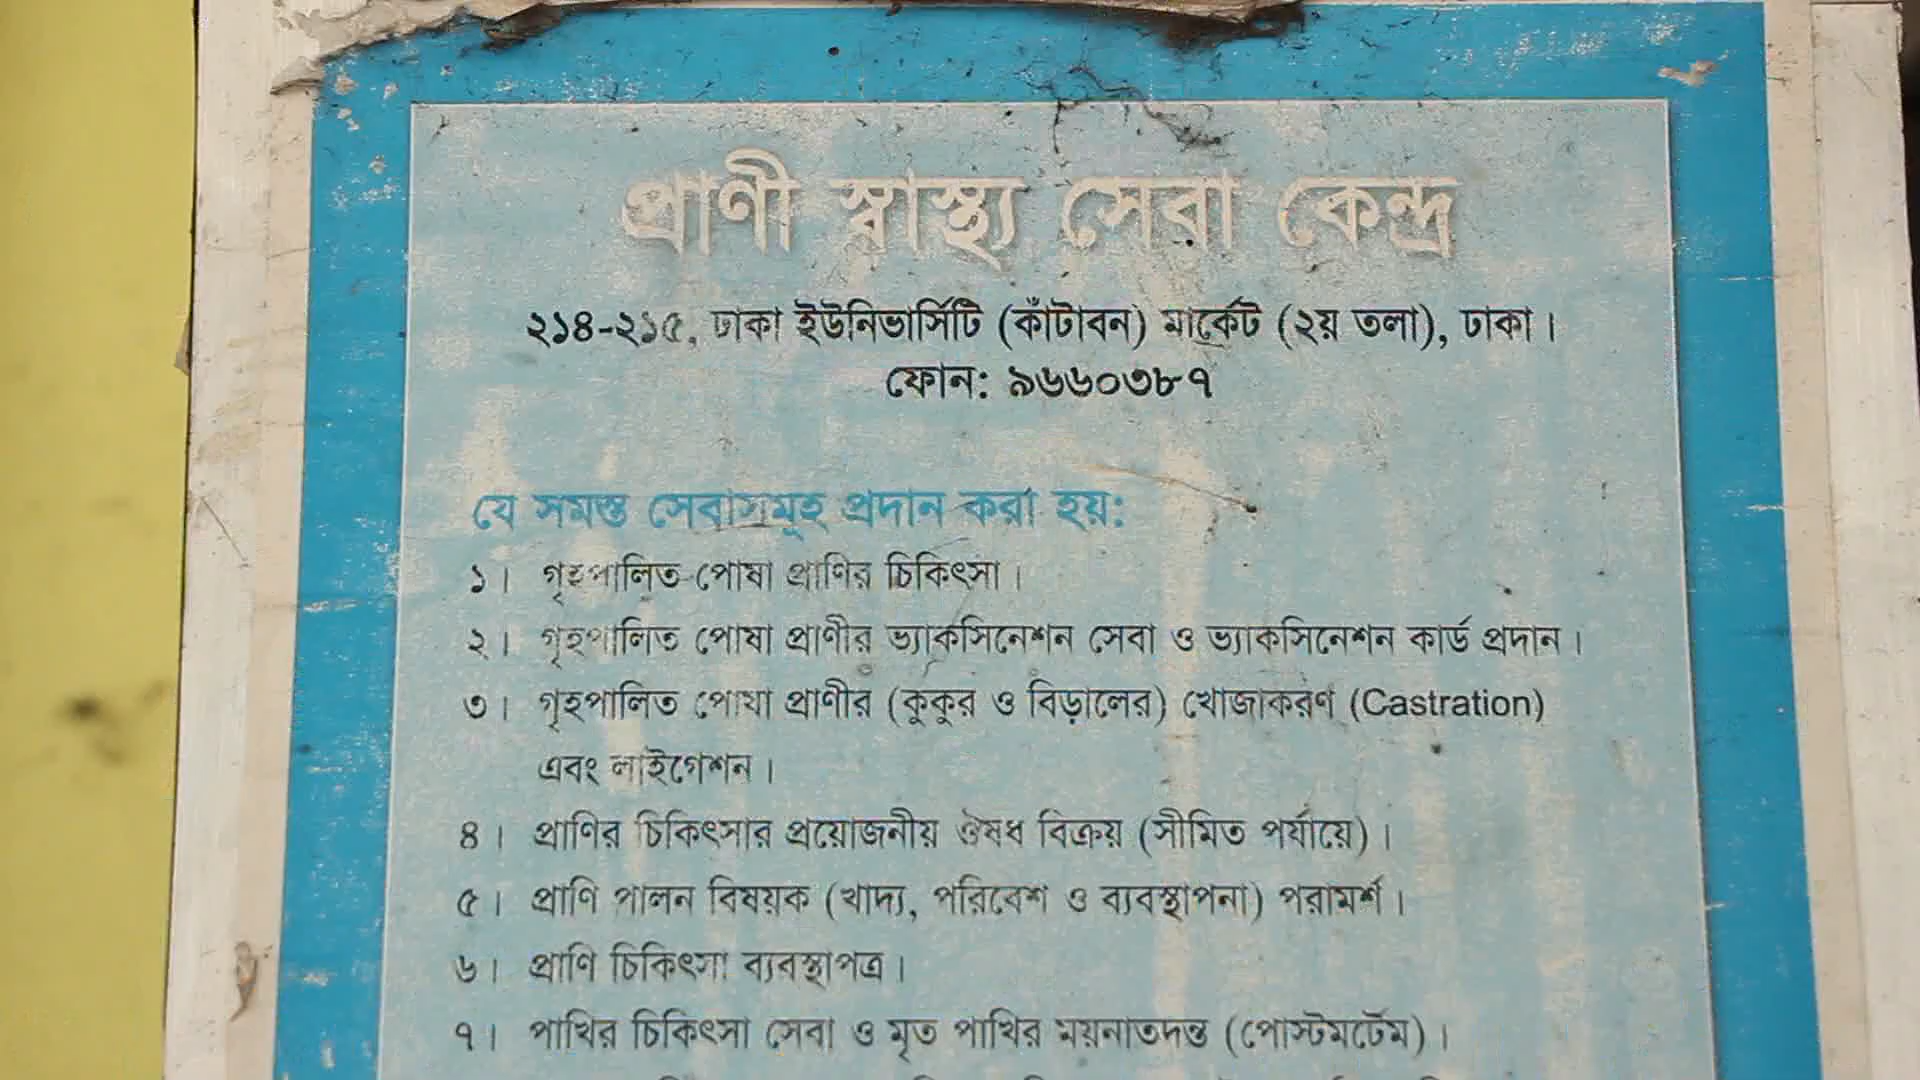 প্রাণী স্বাস্থ্য সেবা কেন্দ্র
২১৪-২১৫, ঢাকা ইউনিভার্সিটি (কাঁটাবন) মার্কেট (২য় তলা), ঢাকা।
ফোন: ৯৬৬০৩৮৭
যে সমস্ত সেবাসমূহ প্রদান করা হয়:
১। গৃহপালিত-পোষা প্রাণির চিকিৎসা।
২। গৃহপালিত পোষা প্রাণীর ভ্যাকসিনেশন সেবা ও ভ্যাকসিনেশন কার্ড প্রদান।
৩। গৃহপালিত পোষা প্রাণীর (কুকুর ও বিড়ালের) খোজাকরণ (Castration)
এবং লাইগেশন।
৪। প্রাণির চিকিৎসার প্রয়োজনীয় ঔষধ বিক্রয় (সীমিত পর্যায়ে)।
৫। প্রাণি পালন বিষয়ক (খাদ্য, পরিবেশ ও ব্যবস্থাপনা) পরামর্শ।
৬। প্রাণি চিকিৎসা ব্যবস্থাপত্র।
৭। পাখির চিকিৎসা সেবা ও মৃত পাখির ময়নাতদন্ত (পোস্টমর্টেম)।